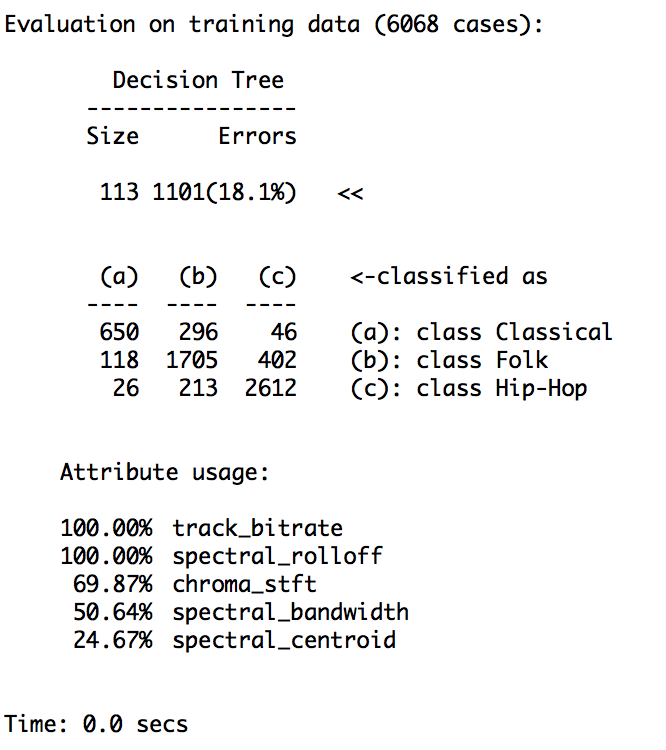 Evaluation on training data (6068 cases):
Decision Tree
----------------
Size Errors
113 1101(18.1%) <<
(a) (b) (c) <-classified as
---- ---- ----
650 296 46 (a): class Classical
118 1705 402 (b): class Folk
26 213 2612 (c): class Hip-Hop
Attribute usage:
100.00% track_bitrate
100.00% spectral_rolloff
69.87% chroma_stft
50.64% spectral_bandwidth
24.67% spectral_centroid
Time: 0.0 secs